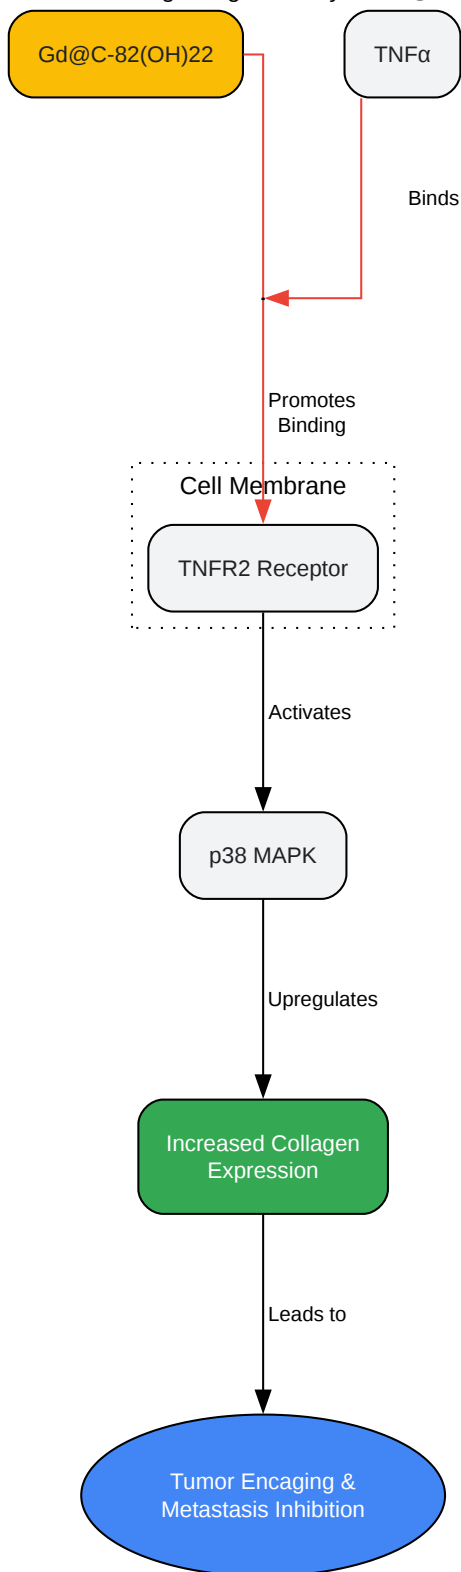 Gd@C-82(OH)22
TNFα
Binds
Promotes
Binding
Cell Membrane
TNFR2 Receptor
Activates
p38 MAPK
Upregulates
Increased Collagen
Expression
Leads to
Tumor Encaging &
Metastasis Inhibition